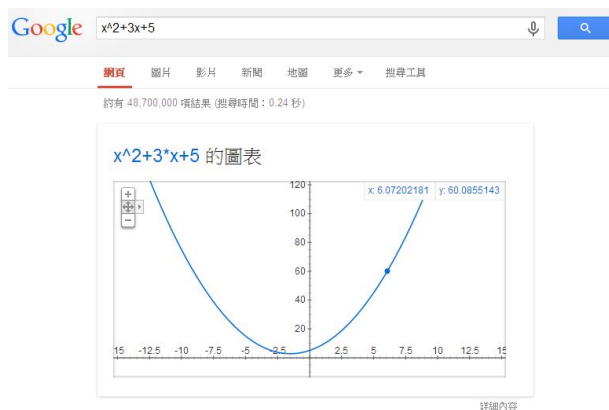 Google x^2+3x+5
網頁 圖片 影片 新聞 地圖 更多 搜尋工具
約有 48,700,000 項結果 (搜尋時間：0.24 秒)
x^2+3*x+5 的圖表
120 x: 6.07202181 y: 60.0855143
100
80
60
40
20
15 -12.5 -10 -7.5 -5 -2.5 2.5 5 7.5 10 12.5 15
詳細內容